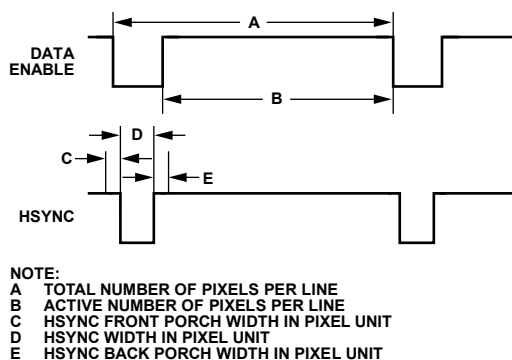 A
DATA
ENABLE
B
D
C
E
HSYNC
NOTE:
A TOTAL NUMBER OF PIXELS PER LINE
B ACTIVE NUMBER OF PIXELS PER LINE
C HSYNC FRONT PORCH WIDTH IN PIXEL UNIT
D HSYNC WIDTH IN PIXEL UNIT
E HSYNC BACK PORCH WIDTH IN PIXEL UNIT